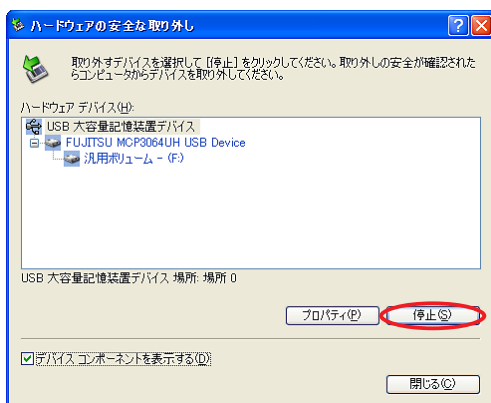 ハードウェアの安全な取り外し
取り外すデバイスを選択して [停止] をクリックしてください。取り外しの安全が確認された
らコンピュータからデバイスを取り外してください。
ハードウェア デバイス(H):
USB 大容量記憶装置デバイス
FUJITSU MCP3064UH USB Device
汎用ボリューム - (F:)
USB 大容量記憶装置デバイス 場所: 場所 0
プロパティ(P)
停止(S)
デバイス コンポーネントを表示する(D)
閉じる(C)